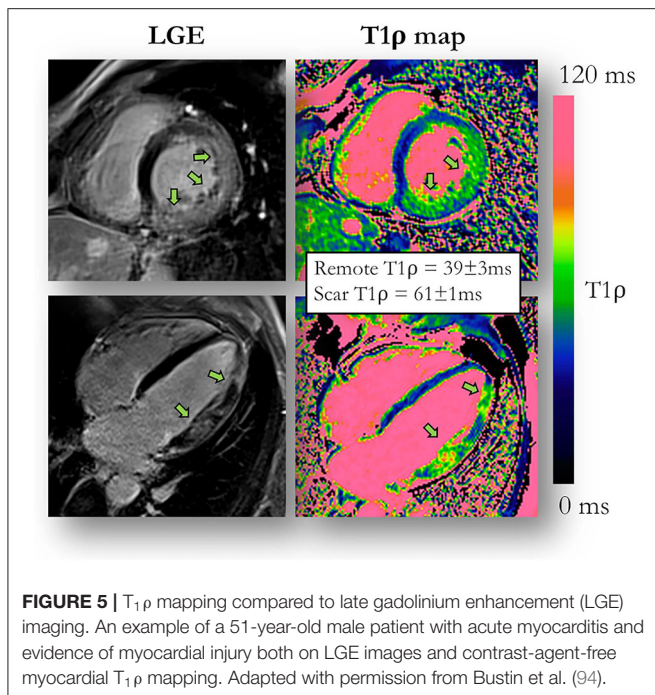 LGE
T1ρ map
120 ms
Remote T1ρ = 39±3ms
Scar T1ρ = 61±1ms
T1ρ
0 ms
FIGURE 5 | T1ρ mapping compared to late gadolinium enhancement (LGE)
imaging. An example of a 51-year-old male patient with acute myocarditis and
evidence of myocardial injury both on LGE images and contrast-agent-free
myocardial T1ρ mapping. Adapted with permission from Bustin et al. (94).